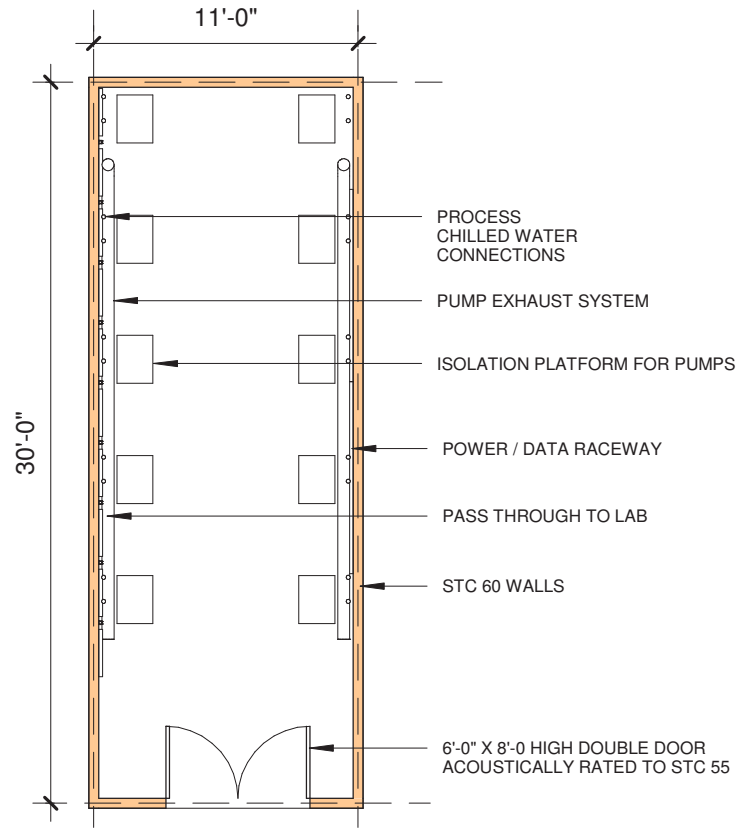 11'-0"
30'-0"
PROCESS
CHILLED WATER
CONNECTIONS
PUMP EXHAUST SYSTEM
ISOLATION PLATFORM FOR PUMPS
POWER / DATA RACEWAY
PASS THROUGH TO LAB
STC 60 WALLS
6'-0" X 8'-0 HIGH DOUBLE DOOR
ACOUSTICALLY RATED TO STC 55